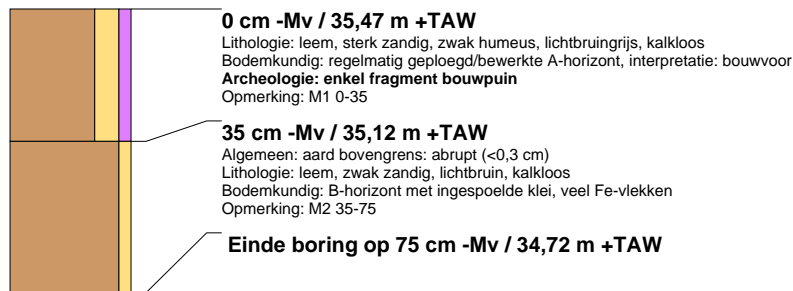 0 cm -Mv / 35,47 m +TAW
Lithologie: leem, sterk zandig, zwak humeus, lichtbruingrijs, kalkloos
Bodemkundig: regelmatig geploegd/bewerkte A-horizont, interpretatie: bouwvoor
Archeologie: enkel fragment bouwpuin
Opmerking: M1 0-35
35 cm -Mv / 35,12 m +TAW
Algemeen: aard bovengrens: abrupt (<0,3 cm)
Lithologie: leem, zwak zandig, lichtbruin, kalkloos
Bodemkundig: B-horizont met ingespoelde klei, veel Fe-vlekken
Opmerking: M2 35-75
Einde boring op 75 cm -Mv / 34,72 m +TAW